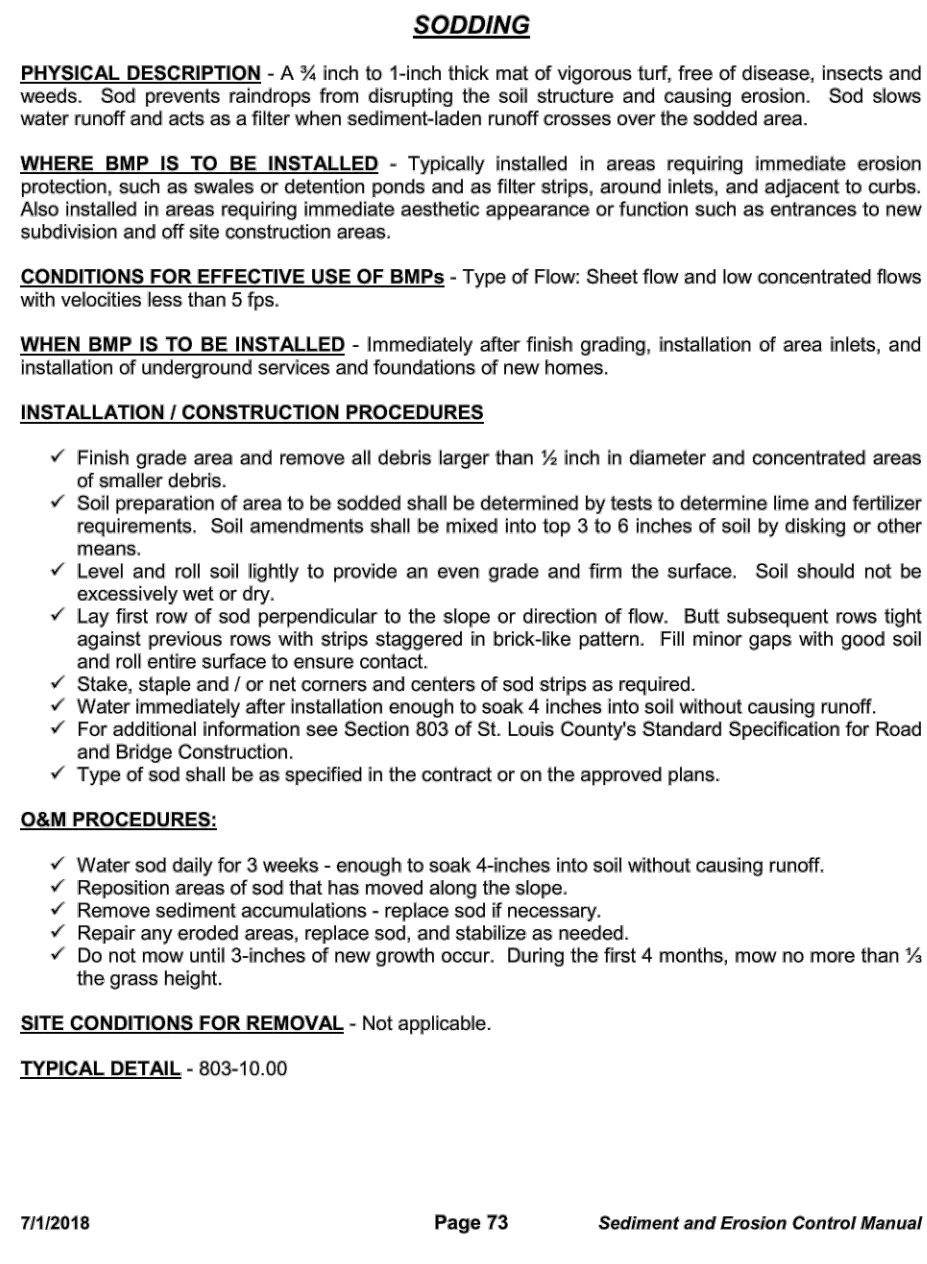 SODDING
PHYSICAL DESCRIPTION - A ¾ inch to 1-inch thick mat of vigorous turf, free of disease, insects and
weeds. Sod prevents raindrops from disrupting the soil structure and causing erosion. Sod slows
water runoff and acts as a filter when sediment-laden runoff crosses over the sodded area.
WHERE BMP IS TO BE INSTALLED - Typically installed in areas requiring immediate erosion
protection, such as swales or detention ponds and as filter strips, around inlets, and adjacent to curbs.
Also installed in areas requiring immediate aesthetic appearance or function such as entrances to new
subdivision and off site construction areas.
CONDITIONS FOR EFFECTIVE USE OF BMPs - Type of Flow: Sheet flow and low concentrated flows
with velocities less than 5 fps.
WHEN BMP IS TO BE INSTALLED - Immediately after finish grading, installation of area inlets, and
installation of underground services and foundations of new homes.
INSTALLATION / CONSTRUCTION PROCEDURES
✓ Finish grade area and remove all debris larger than ½ inch in diameter and concentrated areas
of smaller debris.
✓ Soil preparation of area to be sodded shall be determined by tests to determine lime and fertilizer
requirements. Soil amendments shall be mixed into top 3 to 6 inches of soil by disking or other
means.
✓ Level and roll soil lightly to provide an even grade and firm the surface. Soil should not be
excessively wet or dry.
✓ Lay first row of sod perpendicular to the slope or direction of flow. Butt subsequent rows tight
against previous rows with strips staggered in brick-like pattern. Fill minor gaps with good soil
and roll entire surface to ensure contact.
✓ Stake, staple and / or net corners and centers of sod strips as required.
✓ Water immediately after installation enough to soak 4 inches into soil without causing runoff.
✓ For additional information see Section 803 of St. Louis County's Standard Specification for Road
and Bridge Construction.
✓ Type of sod shall be as specified in the contract or on the approved plans.
O&M PROCEDURES:
✓ Water sod daily for 3 weeks - enough to soak 4-inches into soil without causing runoff.
✓ Reposition areas of sod that has moved along the slope.
✓ Remove sediment accumulations - replace sod if necessary.
✓ Repair any eroded areas, replace sod, and stabilize as needed.
✓ Do not mow until 3-inches of new growth occur. During the first 4 months, mow no more than ⅓
the grass height.
SITE CONDITIONS FOR REMOVAL - Not applicable.
TYPICAL DETAIL - 803-10.00
7/1/2018 Page 73 Sediment and Erosion Control Manual